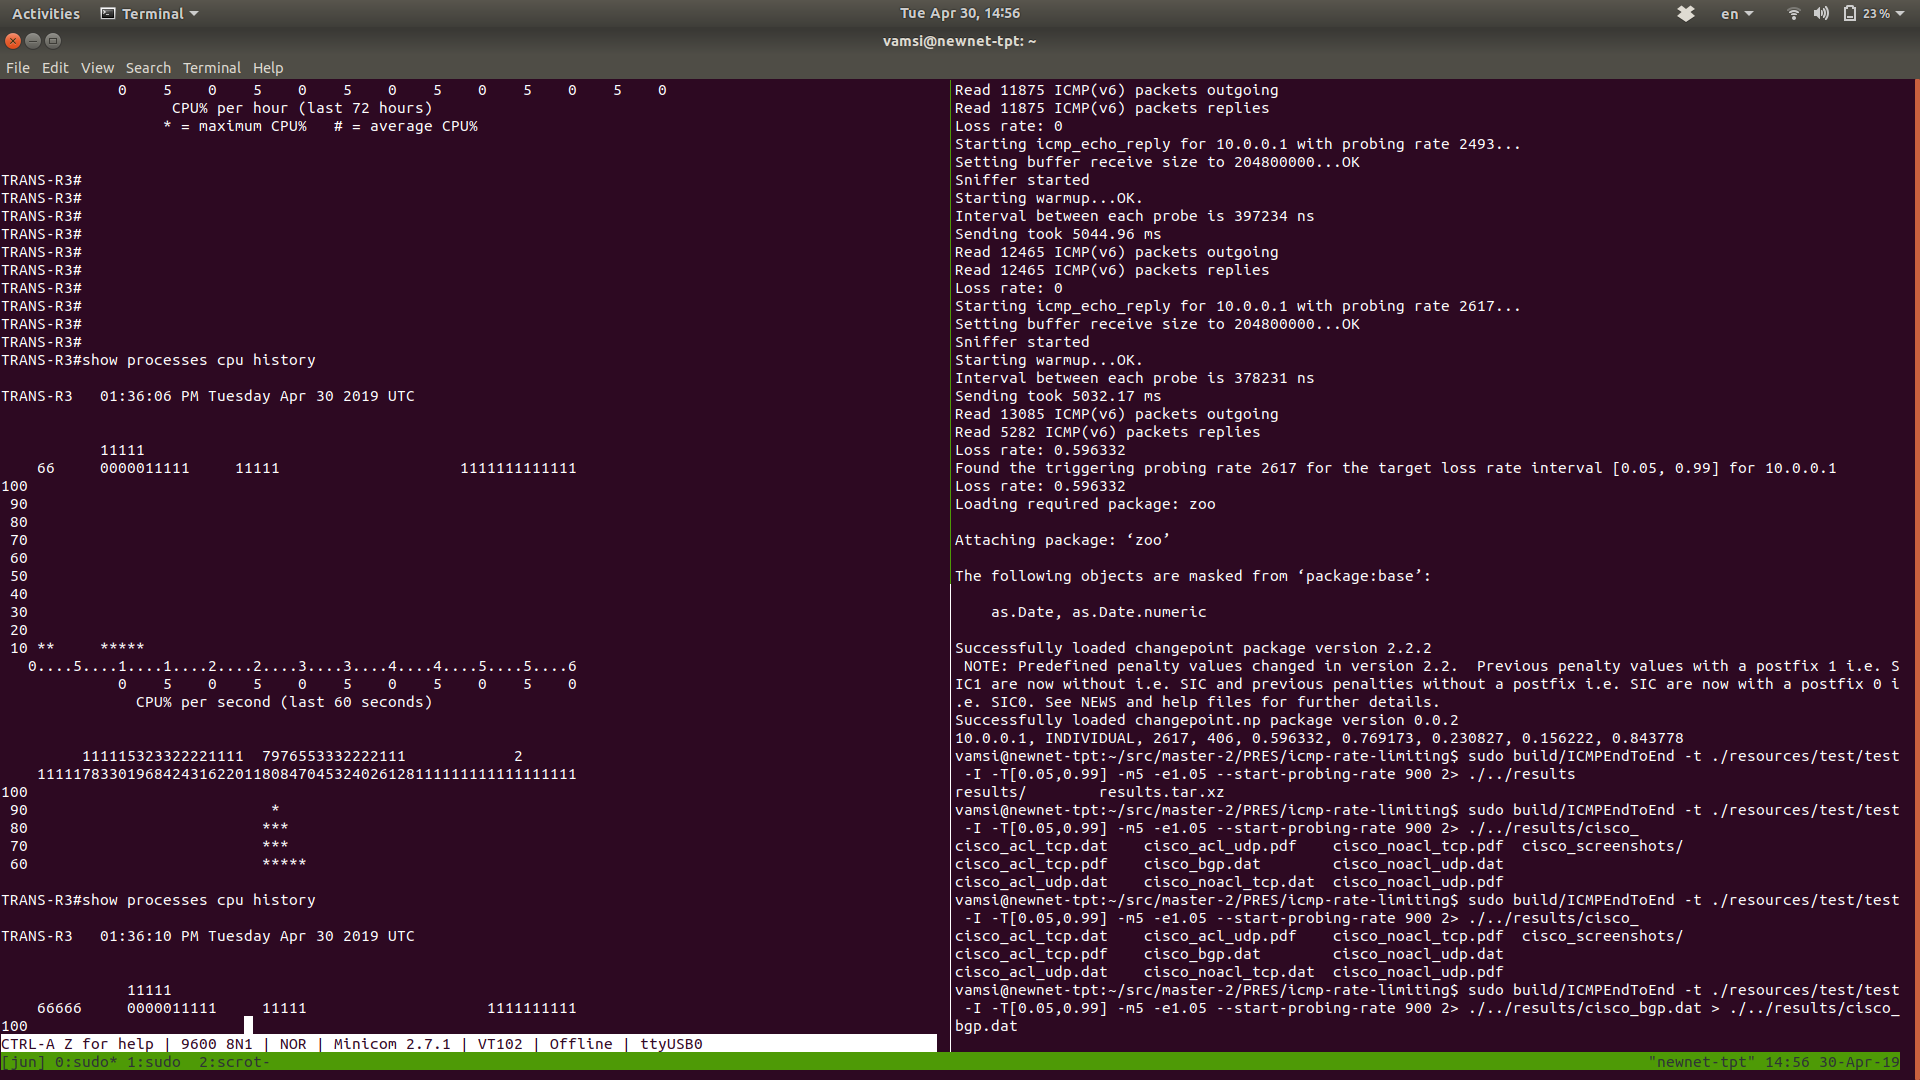 Activities Terminal Tue Apr 30, 14:56 en 23 %
vamsi@newnet-tpt: ~
File Edit View Search Terminal Help
0    5    0    5    0    5    0    5    0    5    0    5    0
CPU% per hour (last 72 hours)
* = maximum CPU%   # = average CPU%
TRANS-R3#
TRANS-R3#
TRANS-R3#
TRANS-R3#
TRANS-R3#
TRANS-R3#
TRANS-R3#
TRANS-R3#
TRANS-R3#
TRANS-R3#
TRANS-R3#show processes cpu history
TRANS-R3   01:36:06 PM Tuesday Apr 30 2019 UTC
           11111
    66     0000011111     11111                    1111111111111
100
 90
 80
 70
 60
 50
 40
 30
 20
 10 **     *****
   0....5....1....1....2....2....3....3....4....4....5....5....6
             0    5    0    5    0    5    0    5    0    5    0
               CPU% per second (last 60 seconds)
         111115323322221111  7976553332222111            2
    111117833019684243162201180847045324026128111111111111111111
100
 90                           *
 80                          ***
 70                          ***
 60                          *****
TRANS-R3#show processes cpu history
TRANS-R3   01:36:10 PM Tuesday Apr 30 2019 UTC
              11111
    66666     0000011111     11111                    1111111111
100
CTRL-A Z for help | 9600 8N1 | NOR | Minicom 2.7.1 | VT102 | Offline | ttyUSB0
Read 11875 ICMP(v6) packets outgoing
Read 11875 ICMP(v6) packets replies
Loss rate: 0
Starting icmp_echo_reply for 10.0.0.1 with probing rate 2493...
Setting buffer receive size to 204800000...OK
Sniffer started
Starting warmup...OK.
Interval between each probe is 397234 ns
Sending took 5044.96 ms
Read 12465 ICMP(v6) packets outgoing
Read 12465 ICMP(v6) packets replies
Loss rate: 0
Starting icmp_echo_reply for 10.0.0.1 with probing rate 2617...
Setting buffer receive size to 204800000...OK
Sniffer started
Starting warmup...OK.
Interval between each probe is 378231 ns
Sending took 5032.17 ms
Read 13085 ICMP(v6) packets outgoing
Read 5282 ICMP(v6) packets replies
Loss rate: 0.596332
Found the triggering probing rate 2617 for the target loss rate interval [0.05, 0.99] for 10.0.0.1
Loss rate: 0.596332
Loading required package: zoo
Attaching package: ‘zoo’
The following objects are masked from ‘package:base’:
    as.Date, as.Date.numeric
Successfully loaded changepoint package version 2.2.2
 NOTE: Predefined penalty values changed in version 2.2.  Previous penalty values with a postfix 1 i.e. S
IC1 are now without i.e. SIC and previous penalties without a postfix i.e. SIC are now with a postfix 0 i
.e. SIC0. See NEWS and help files for further details.
Successfully loaded changepoint.np package version 0.0.2
10.0.0.1, INDIVIDUAL, 2617, 406, 0.596332, 0.769173, 0.230827, 0.156222, 0.843778
vamsi@newnet-tpt:~/src/master-2/PRES/icmp-rate-limiting$ sudo build/ICMPEndToEnd -t ./resources/test/test
 -I -T[0.05,0.99] -m5 -e1.05 --start-probing-rate 900 2> ./../results
results/        results.tar.xz
vamsi@newnet-tpt:~/src/master-2/PRES/icmp-rate-limiting$ sudo build/ICMPEndToEnd -t ./resources/test/test
 -I -T[0.05,0.99] -m5 -e1.05 --start-probing-rate 900 2> ./../results/cisco_
cisco_acl_tcp.dat    cisco_acl_udp.pdf    cisco_noacl_tcp.pdf  cisco_screenshots/
cisco_acl_tcp.pdf    cisco_bgp.dat        cisco_noacl_udp.dat
cisco_acl_udp.dat    cisco_noacl_tcp.dat  cisco_noacl_udp.pdf
vamsi@newnet-tpt:~/src/master-2/PRES/icmp-rate-limiting$ sudo build/ICMPEndToEnd -t ./resources/test/test
 -I -T[0.05,0.99] -m5 -e1.05 --start-probing-rate 900 2> ./../results/cisco_
cisco_acl_tcp.dat    cisco_acl_udp.pdf    cisco_noacl_tcp.pdf  cisco_screenshots/
cisco_acl_tcp.pdf    cisco_bgp.dat        cisco_noacl_udp.dat
cisco_acl_udp.dat    cisco_noacl_tcp.dat  cisco_noacl_udp.pdf
vamsi@newnet-tpt:~/src/master-2/PRES/icmp-rate-limiting$ sudo build/ICMPEndToEnd -t ./resources/test/test
 -I -T[0.05,0.99] -m5 -e1.05 --start-probing-rate 900 2> ./../results/cisco_bgp.dat > ./../results/cisco_
bgp.dat
[jun] 0:sudo* 1:sudo  2:scrot- "newnet-tpt" 14:56 30-Apr-19